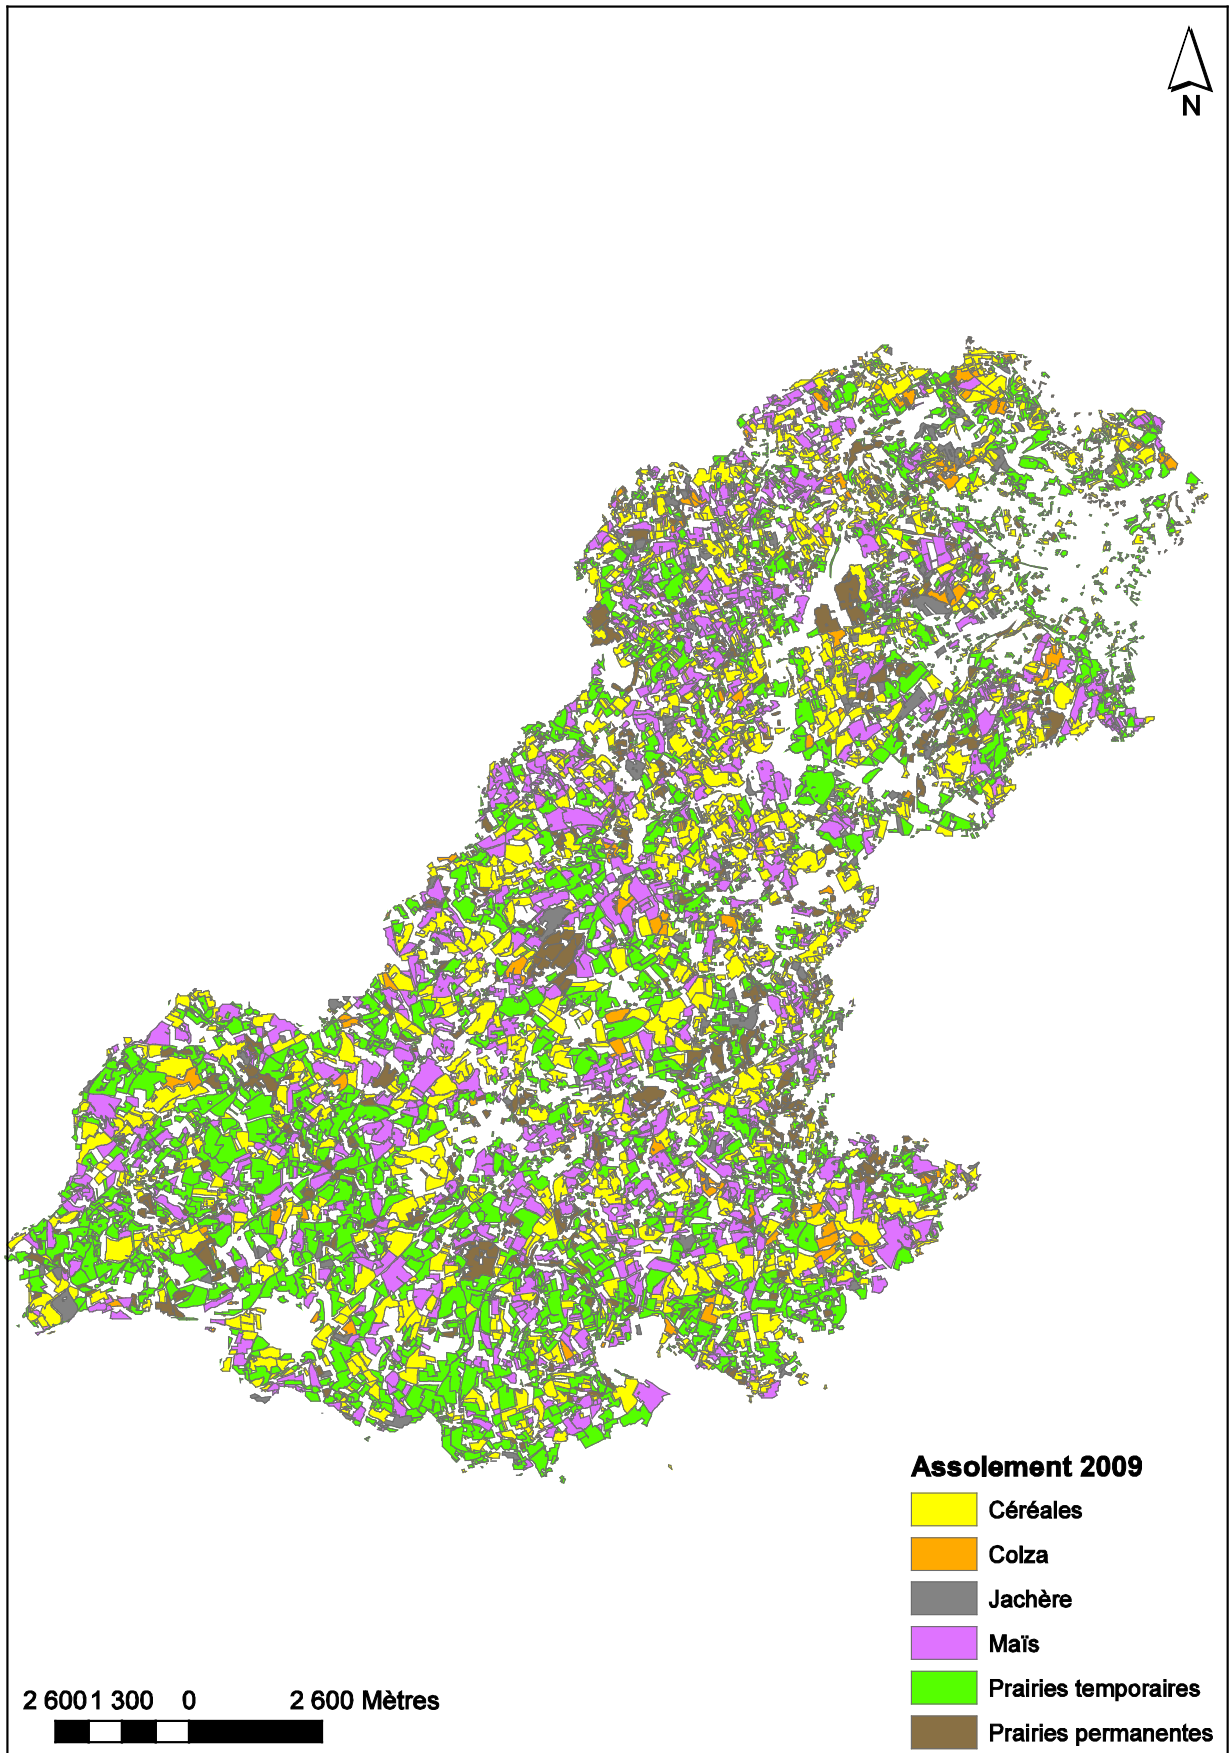 N
Assolement 2009
Céréales
Colza
Jachère
Maïs
Prairies temporaires
Prairies permanentes
2 600 1 300 0 2 600 Mètres